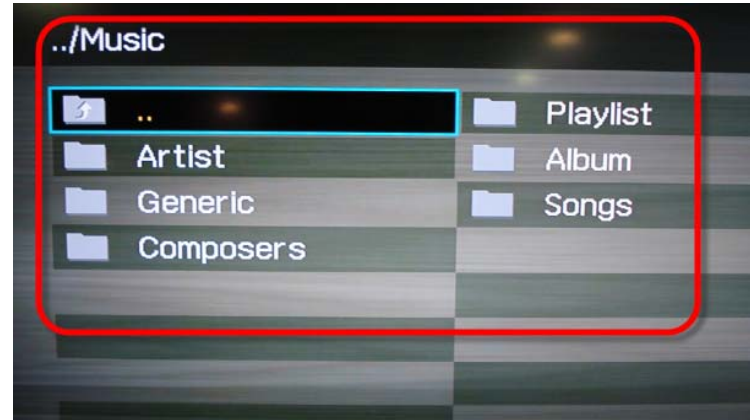 ../Music
..
Playlist
Artist
Album
Generic
Songs
Composers